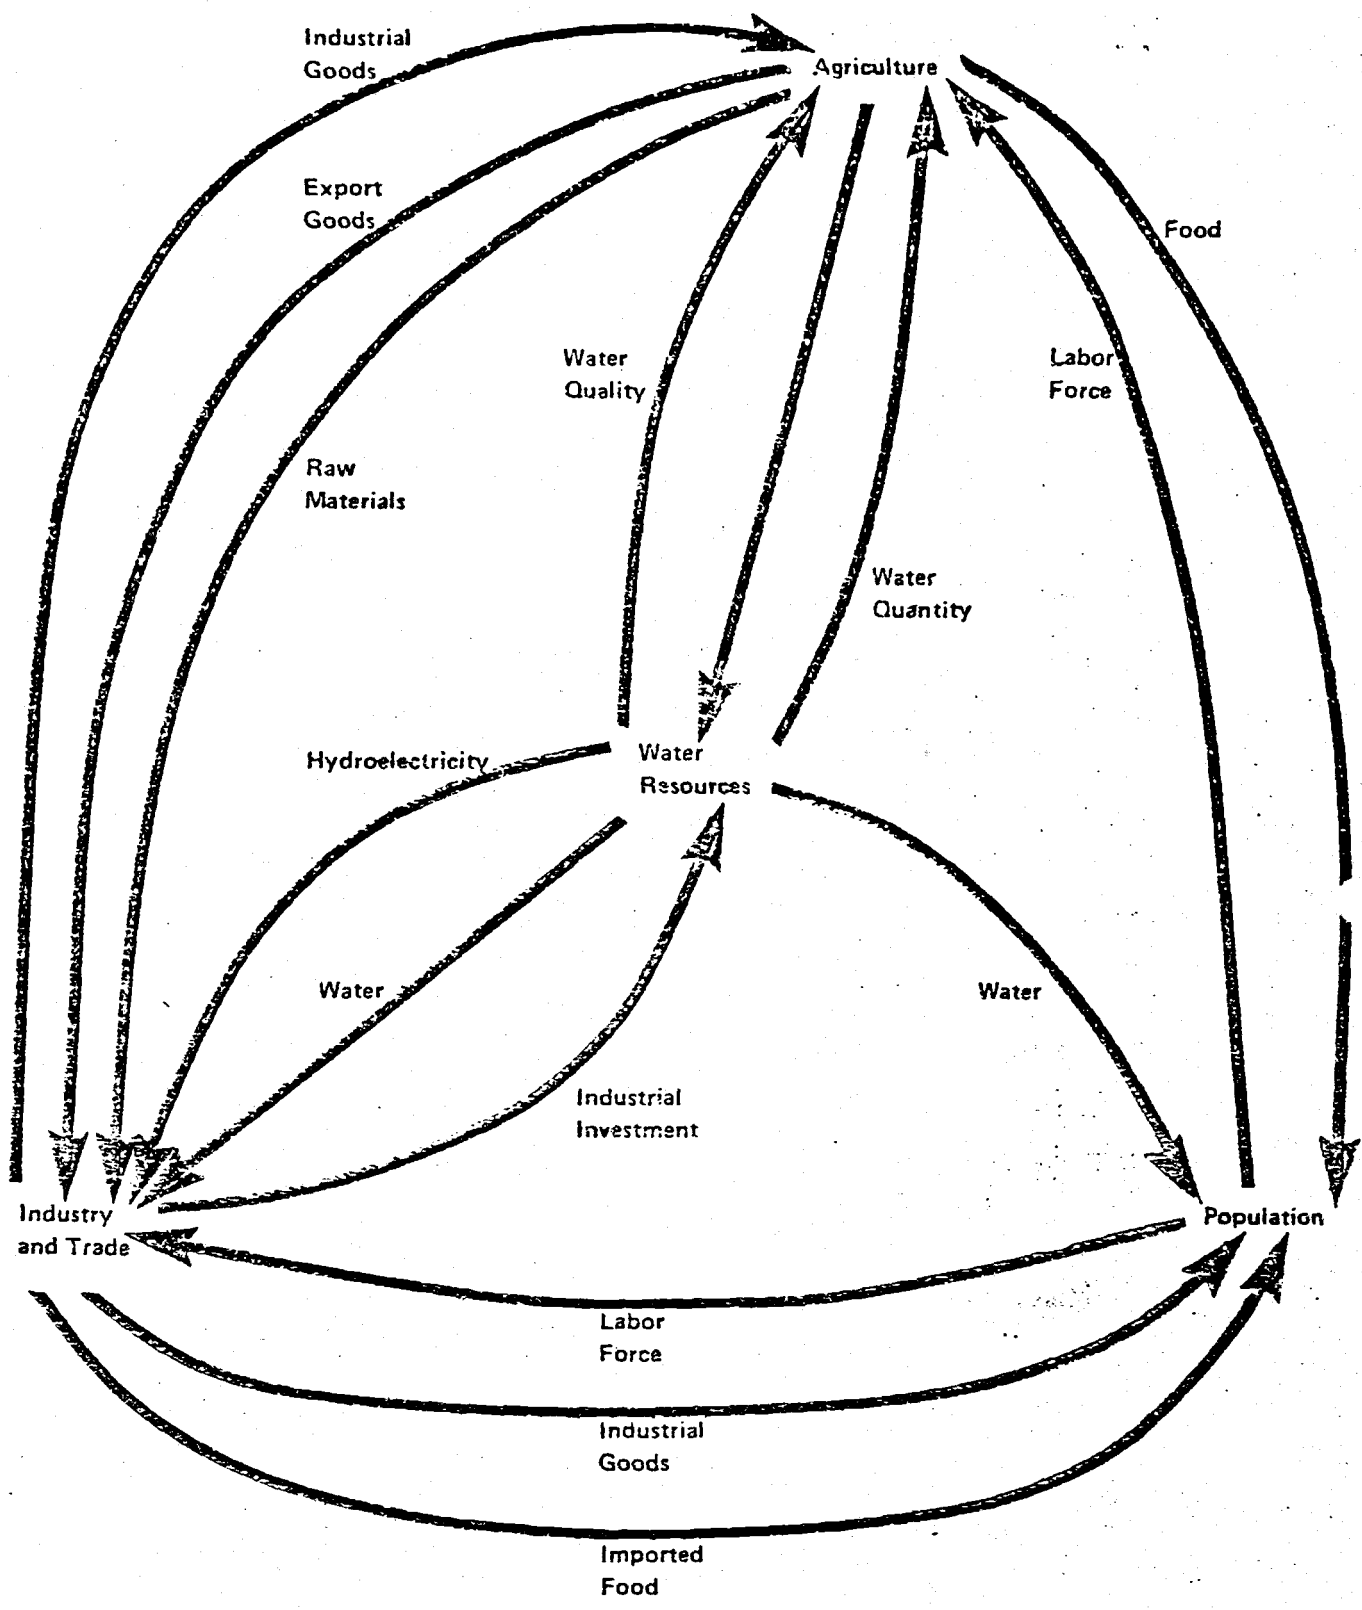 Industrial
Goods
Agriculture
Export
Goods
Food
Water
Quality
Labor
Force
Raw
Materials
Water
Quantity
Hydroelectricity
Water
Resources
Water
Water
Industrial
Investment
Industry
and Trade
Population
Labor
Force
Industrial
Goods
Imported
Food